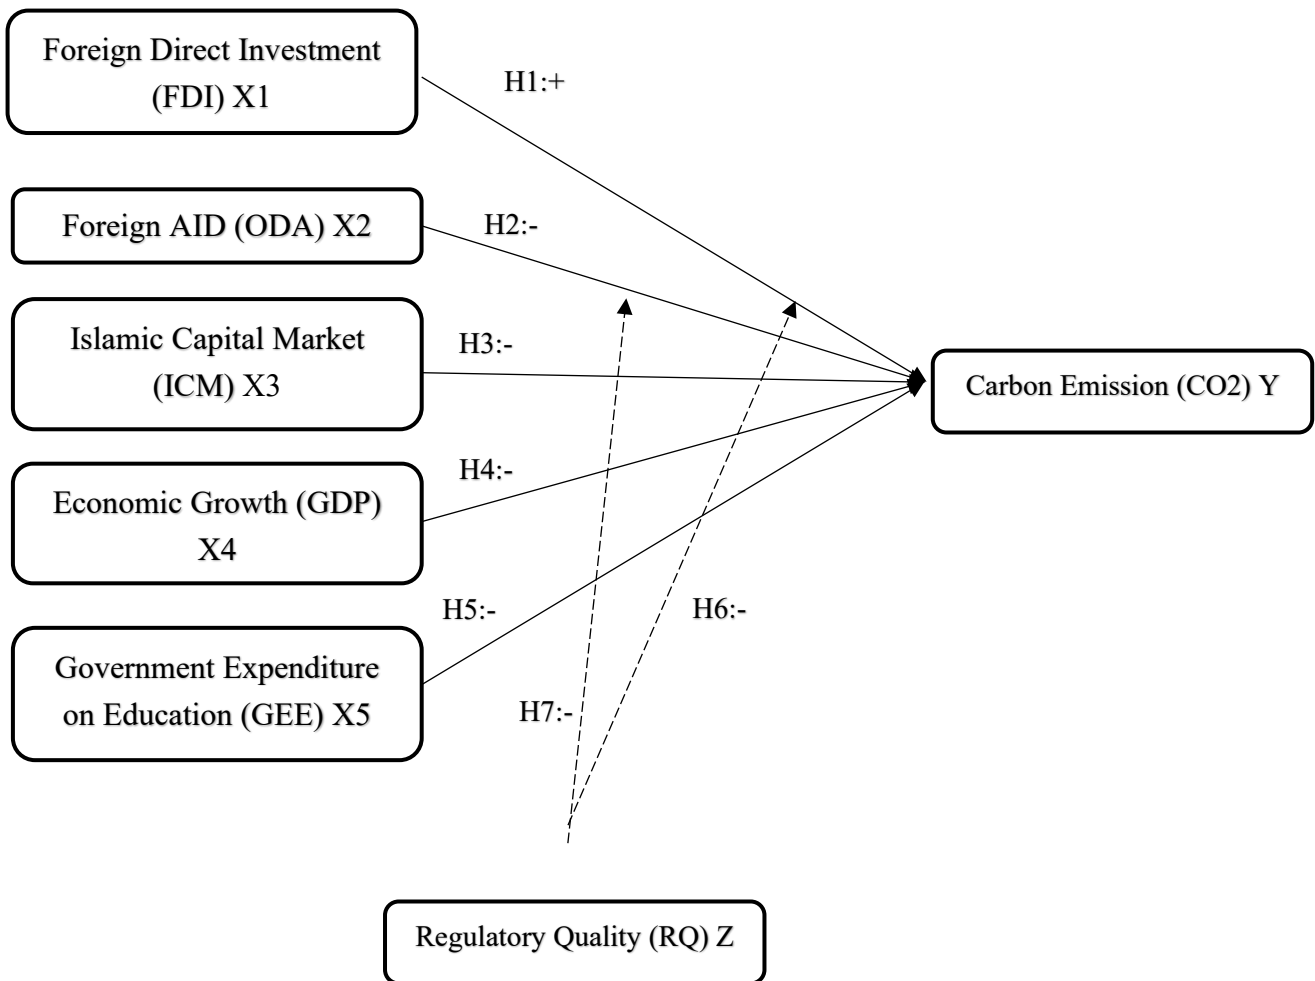 Foreign Direct Investment
(FDI) X1
H1:+
Foreign AID (ODA) X2
H2:-
Islamic Capital Market
(ICM) X3
H3:-
Carbon Emission (CO2) Y
Economic Growth (GDP)
X4
H4:-
Government Expenditure
on Education (GEE) X5
H5:-
H6:-
H7:-
Regulatory Quality (RQ) Z